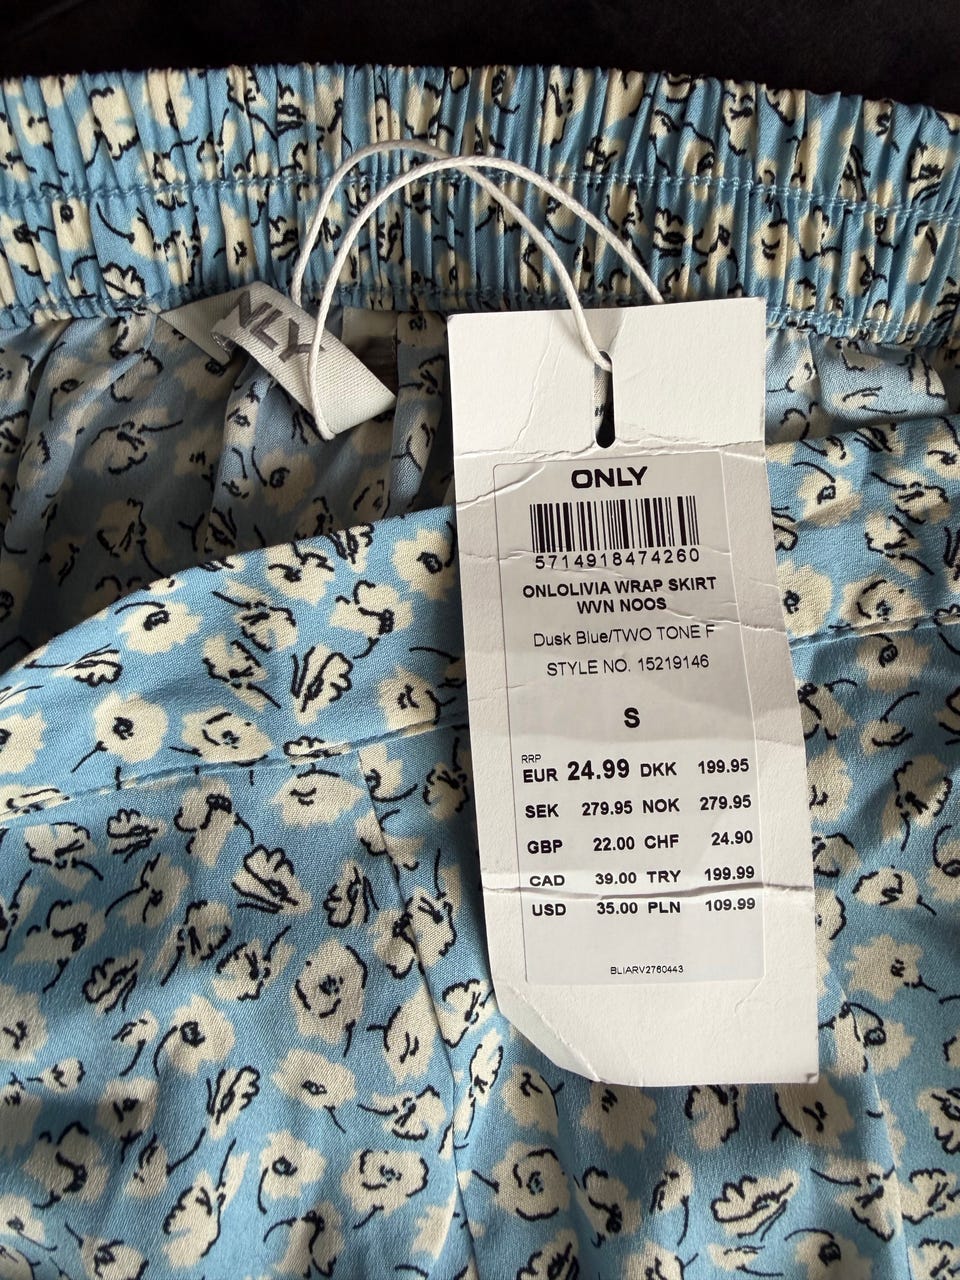 NLY
ONLY
5714918474260
ONLOLIVIA WRAP SKIRT
WVN NOOS
Dusk Blue/TWO TONE F
STYLE NO. 15219146
S
RRP
EUR 24.99 DKK 199.95
SEK 279.95 NOK 279.95
GBP 22.00 CHF 24.90
CAD 39.00 TRY 199.99
USD 35.00 PLN 109.99
BLIARV2760443